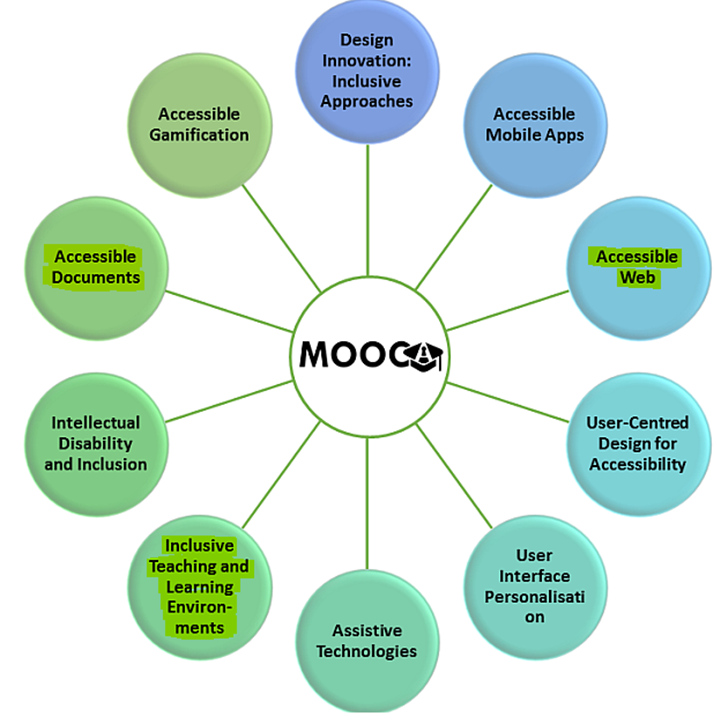 Design
Innovation:
Inclusive
Approaches
Accessible
Mobile Apps
Accessible
Web
User-Centred
Design for
Accessibility
User
Interface
Personalisati
on
Assistive
Technologies
Inclusive
Teaching and
Learning
Environ-
ments
Intellectual
Disability
and Inclusion
Accessible
Documents
Accessible
Gamification
MOOCA